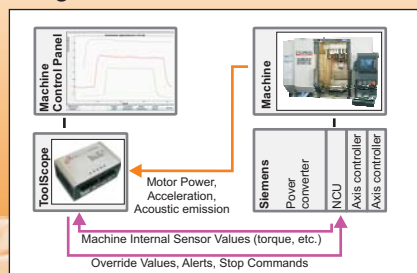 Machine
Control Panel
Machine
ToolScope
Motor Power,
Acceleration,
Acoustic emission
Siemens
Pover
converter
NCU
Axis controller
Axis controller
Machine Internal Sensor Values (torque, etc.)
Override Values, Alerts, Stop Commands